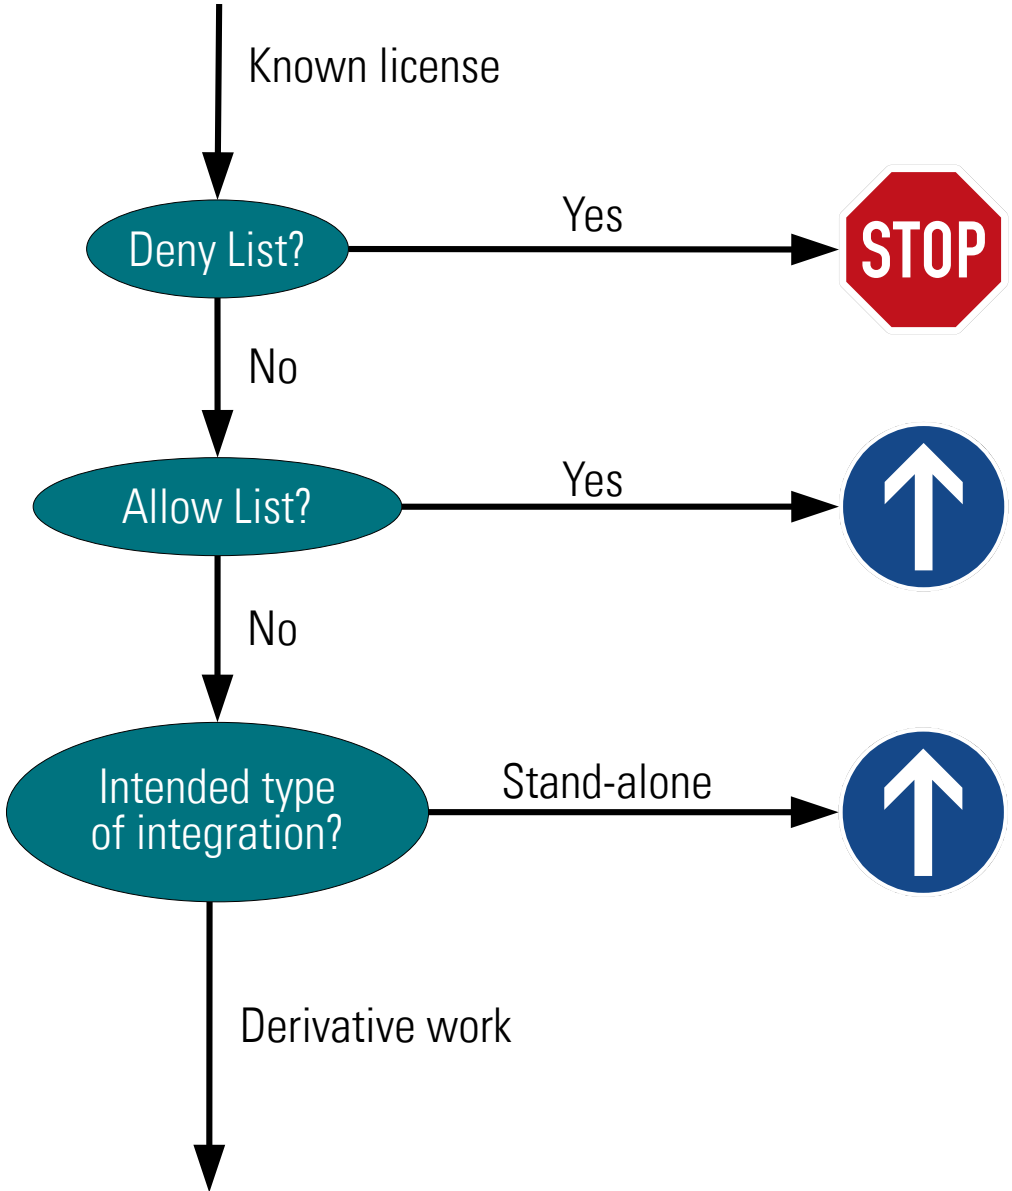 Known license
Deny List?
Yes
STOP
No
Allow List?
Yes
No
Intended type
of integration?
Stand-alone
Derivative work